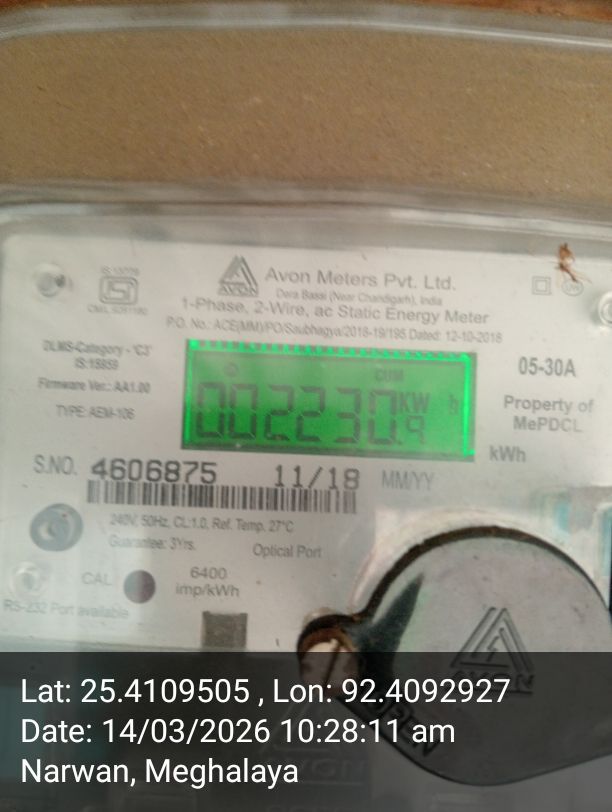 IS:13779
CM/L
AVON
Avon Meters Pvt. Ltd.
Dera Bassi (Near Chandigarh), India
1-Phase, 2-Wire, ac Static Energy Meter
P.O. No.: ACE(MM)/PO/Saubhagya/2018-19/195 Dated: 12-10-2018
DLMS-Category - 'C3'
IS:15959
Firmware Ver.: AA1.00
TYPE: AEM-106
CUM
002230.9 KW h
05-30A
Property of
MePDCL
kWh
S.NO. 4606875 11/18 MM/YY
240V, 50Hz, CL:1.0, Ref. Temp. 27°C
Guarantee: 3Yrs.
Optical Port
CAL
6400
imp/kWh
RS-232 Port available
Lat: 25.4109505 , Lon: 92.4092927
Date: 14/03/2026 10:28:11 am
Narwan, Meghalaya